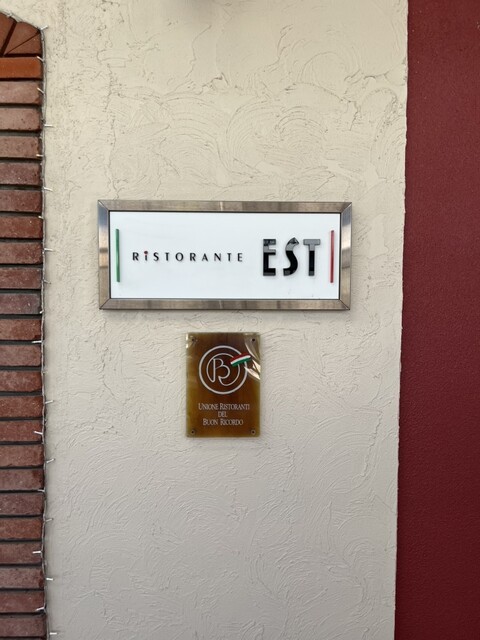 RiSTORANTE EST
B
UNIONE RISTORANTI
DEL
BUON RICORDO